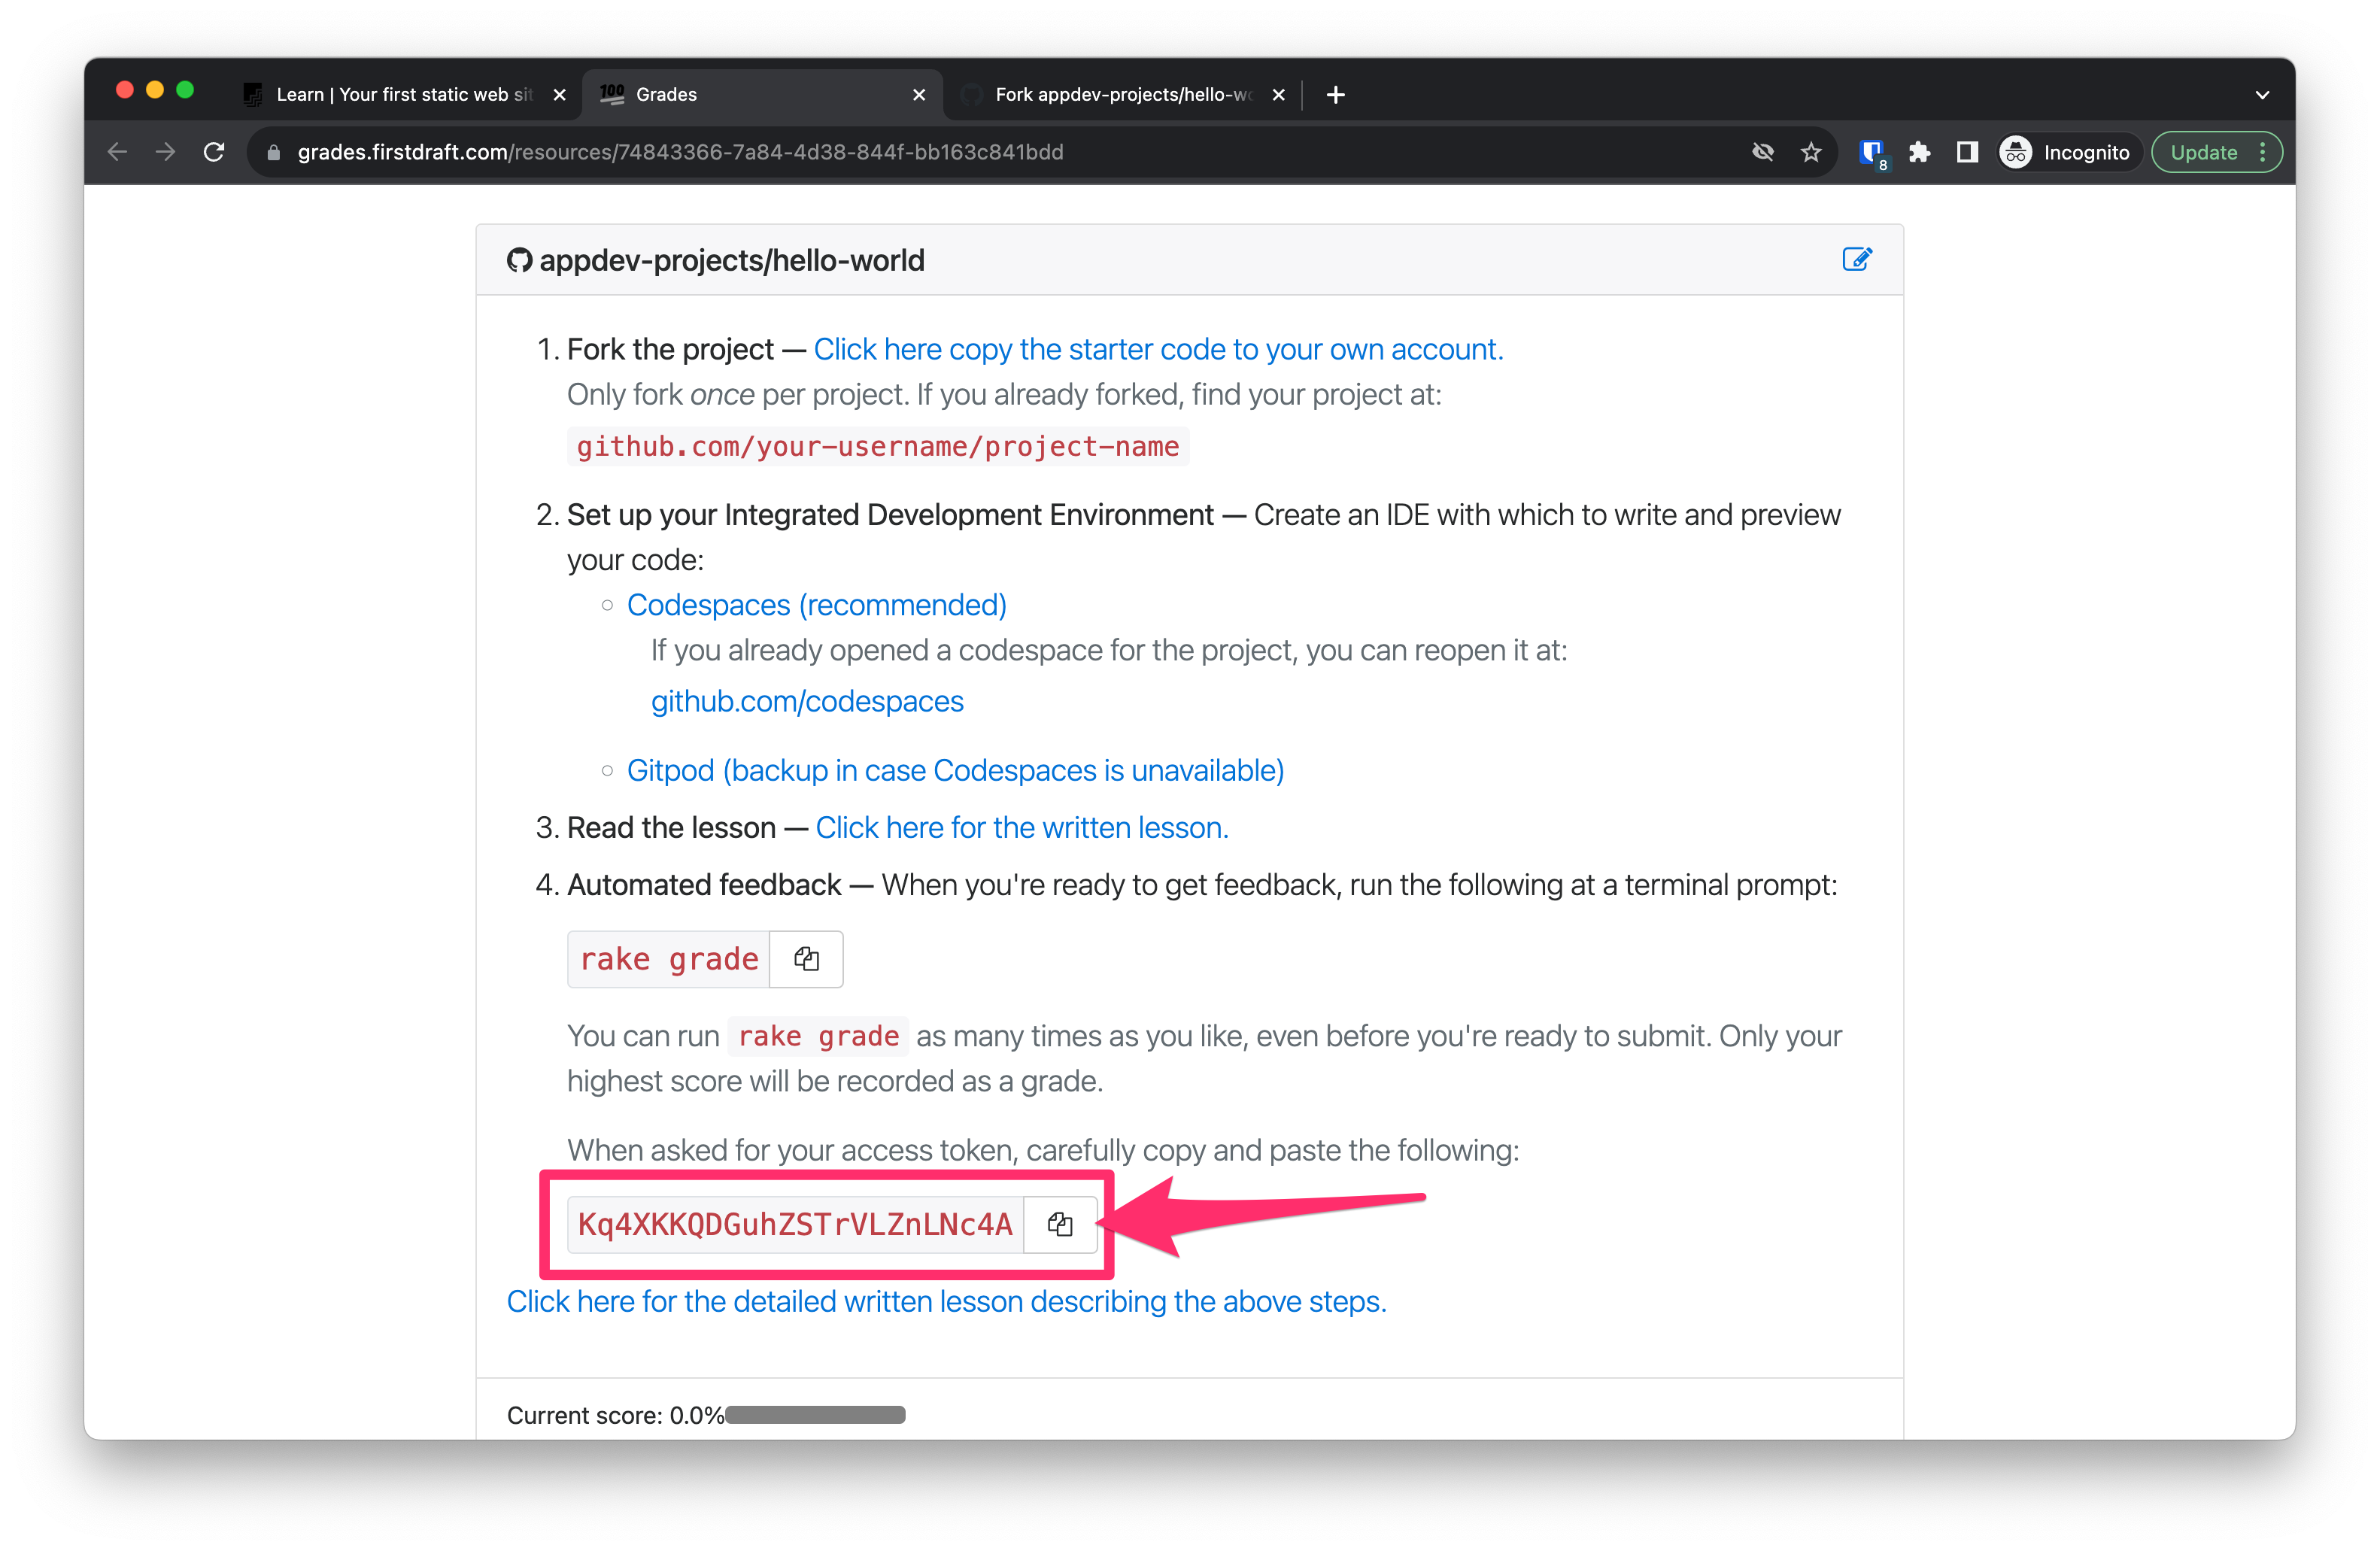 Learn | Your first static web sit
Grades
Fork appdev-projects/hello-wo
grades.firstdraft.com/resources/74843366-7a84-4d38-844f-bb163c841bdd
8
Incognito
Update
appdev-projects/hello-world
1. Fork the project — Click here copy the starter code to your own account.
Only fork once per project. If you already forked, find your project at:
github.com/your-username/project-name
2. Set up your Integrated Development Environment — Create an IDE with which to write and preview
your code:
Codespaces (recommended)
If you already opened a codespace for the project, you can reopen it at:
github.com/codespaces
Gitpod (backup in case Codespaces is unavailable)
3. Read the lesson — Click here for the written lesson.
4. Automated feedback — When you're ready to get feedback, run the following at a terminal prompt:
rake grade
You can run rake grade as many times as you like, even before you're ready to submit. Only your
highest score will be recorded as a grade.
When asked for your access token, carefully copy and paste the following:
Kq4XKKQDGuhZSTrVLZnLNc4A
Click here for the detailed written lesson describing the above steps.
Current score: 0.0%